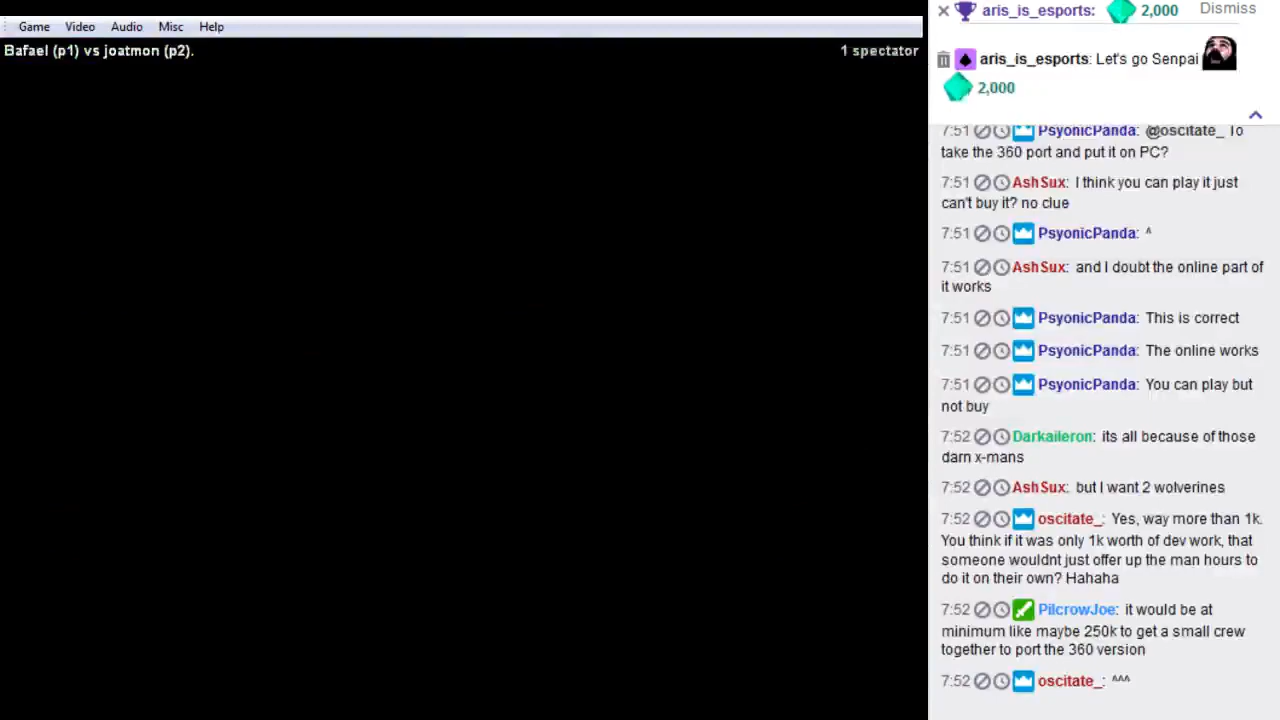 Game Video Audio Misc Help
Bafael (p1) vs joatmon (p2).
1 spectator
aris_is_esports: 2,000 Dismiss
aris_is_esports: Let's go Senpai
2,000
7:51 PsyonicPanda: @oscitate_ To
take the 360 port and put it on PC?
7:51 AshSux: I think you can play it just
can't buy it? no clue
7:51 PsyonicPanda: ^
7:51 AshSux: and I doubt the online part of
it works
7:51 PsyonicPanda: This is correct
7:51 PsyonicPanda: The online works
7:51 PsyonicPanda: You can play but
not buy
7:52 Darkaileron: its all because of those
darn x-mans
7:52 AshSux: but I want 2 wolverines
7:52 oscitate_: Yes, way more than 1k.
You think if it was only 1k worth of dev work, that
someone wouldnt just offer up the man hours to
do it on their own? Hahaha
7:52 PilcrowJoe: it would be at
minimum like maybe 250k to get a small crew
together to port the 360 version
7:52 oscitate_: ^^^